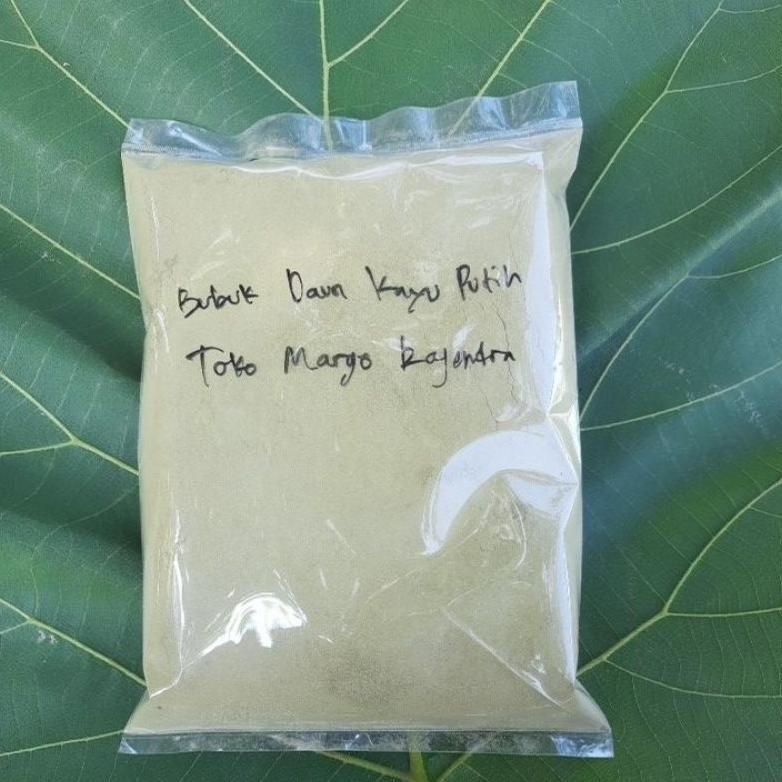 Bubuk Daun Kayu Putih
Toko Margo Rajendra